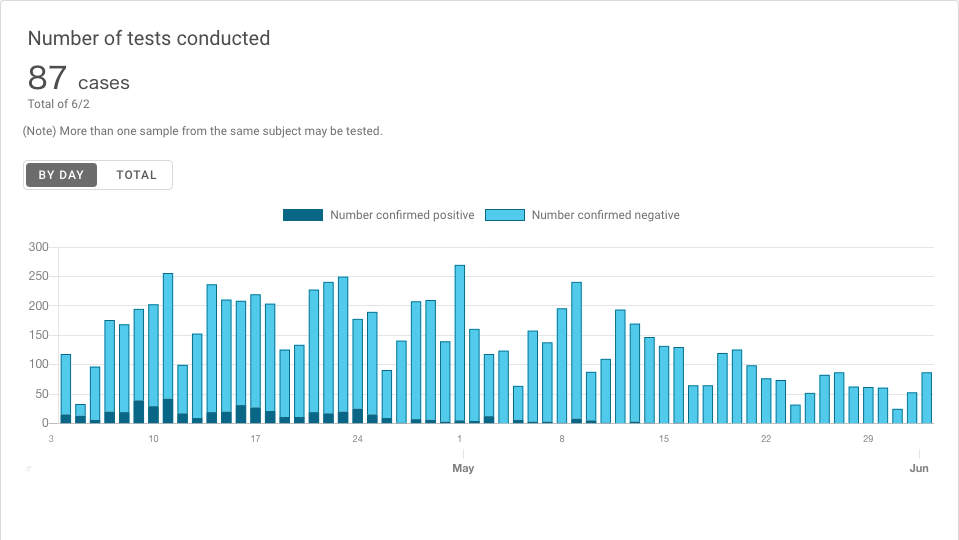 Number of tests conducted
87 cases
Total of 6/2
(Note) More than one sample from the same subject may be tested.
BY DAY TOTAL
Number confirmed positive Number confirmed negative
300
250
200
150
100
50
0
3 10 17 24 1 8 15 22 29
May Jun